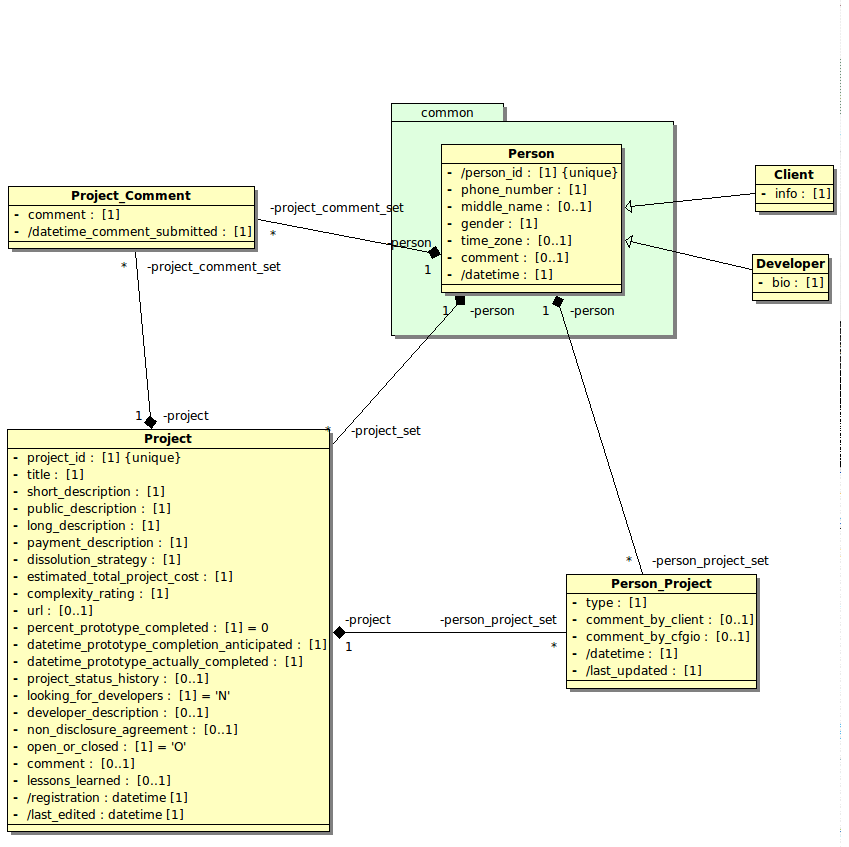 common
Person
- /person_id : [1] {unique}
- phone_number : [1]
- middle_name : [0..1]
- gender : [1]
- time_zone : [0..1]
- comment : [0..1]
- /datetime : [1]
Client
- info : [1]
Developer
- bio : [1]
Project_Comment
- comment : [1]
- /datetime_comment_submitted : [1]
-project_comment_set
*
-person
1
* -project_comment_set
1 -person
1 -person
1 -project
* -project_set
Project
- project_id : [1] {unique}
- title : [1]
- short_description : [1]
- public_description : [1]
- long_description : [1]
- payment_description : [1]
- dissolution_strategy : [1]
- estimated_total_project_cost : [1]
- complexity_rating : [1]
- url : [0..1]
- percent_prototype_completed : [1] = 0
- datetime_prototype_completion_anticipated : [1]
- datetime_prototype_actually_completed : [1]
- project_status_history : [0..1]
- looking_for_developers : [1] = 'N'
- developer_description : [0..1]
- non_disclosure_agreement : [0..1]
- open_or_closed : [1] = 'O'
- comment : [0..1]
- lessons_learned : [0..1]
- /registration : datetime [1]
- /last_edited : datetime [1]
* -person_project_set
-project
1
-person_project_set
*
Person_Project
- type : [1]
- comment_by_client : [0..1]
- comment_by_cfgio : [0..1]
- /datetime : [1]
- /last_updated : [1]